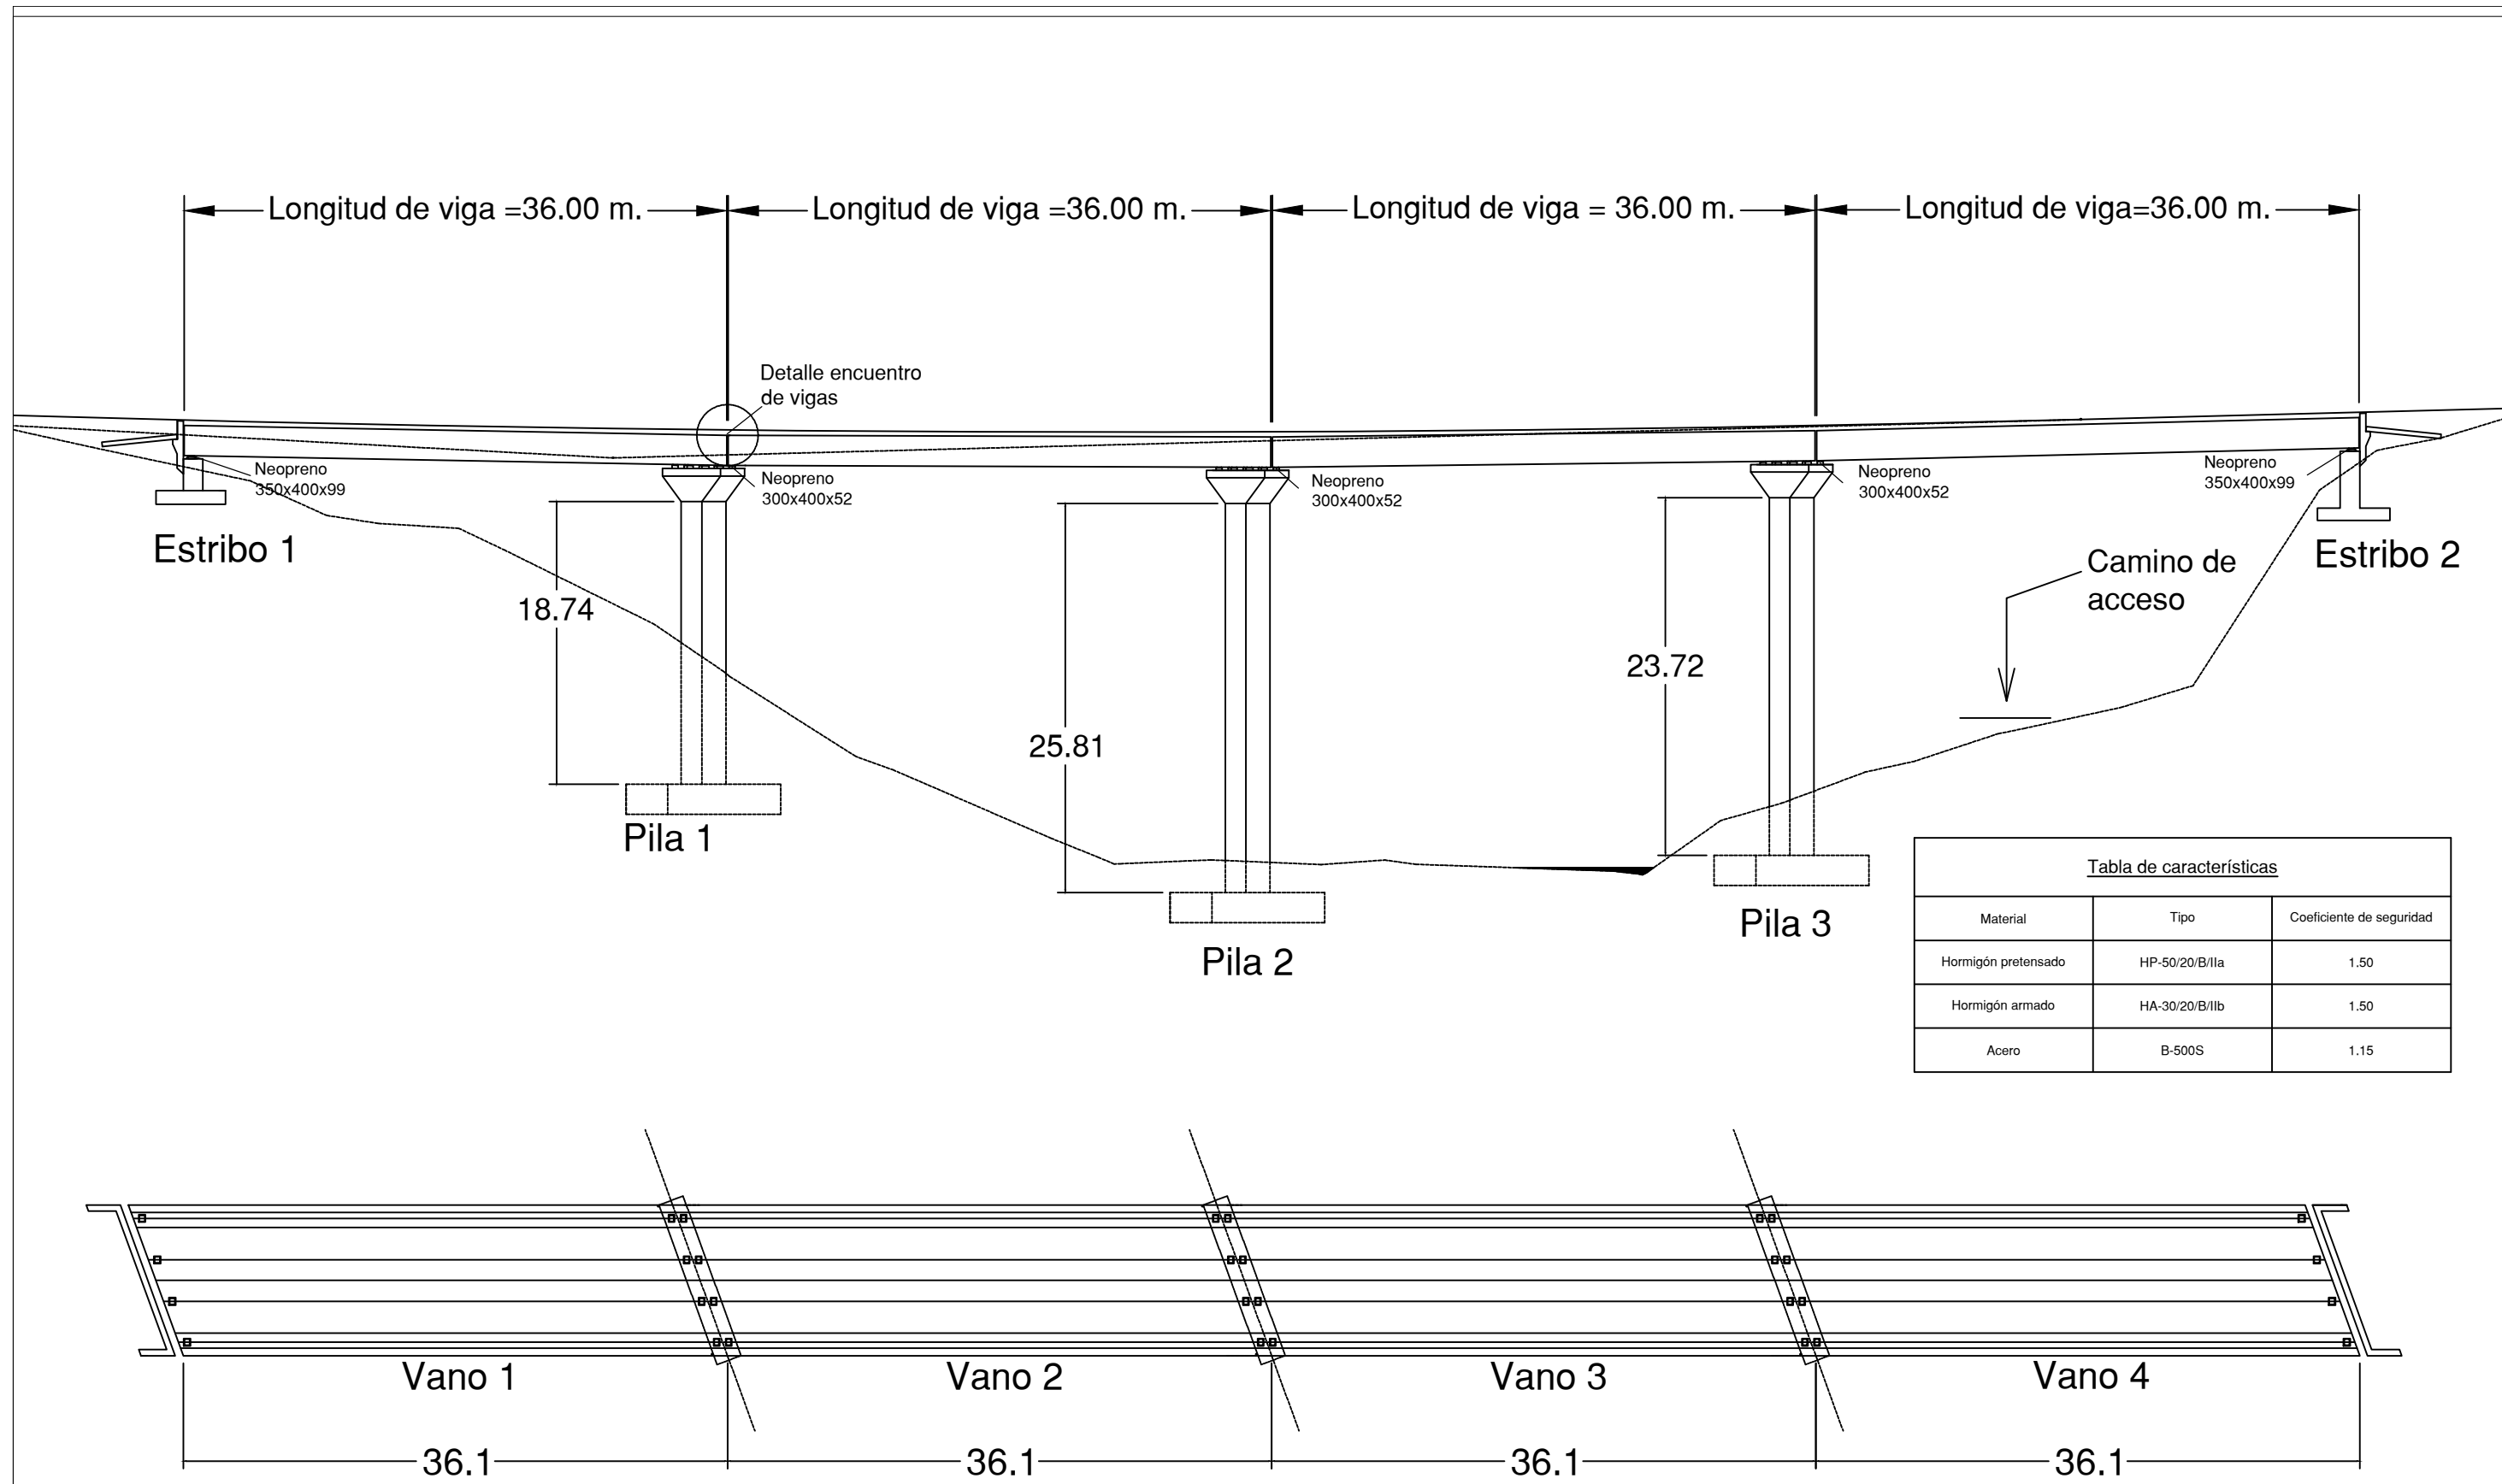 Longitud de viga =36.00 m.
Longitud de viga =36.00 m.
Longitud de viga = 36.00 m.
Longitud de viga=36.00 m.
Detalle encuentro
de vigas
Neopreno
350x400x99
Neopreno
300x400x52
Neopreno
300x400x52
Neopreno
300x400x52
Neopreno
350x400x99
Estribo 1
Estribo 2
Camino de
acceso
18.74
25.81
23.72
Pila 1
Pila 2
Pila 3
Tabla de características
Material Tipo Coeficiente de seguridad
Hormigón pretensado HP-50/20/B/IIa 1.50
Hormigón armado HA-30/20/B/IIb 1.50
Acero B-500S 1.15
Vano 1
Vano 2
Vano 3
Vano 4
36.1
36.1
36.1
36.1